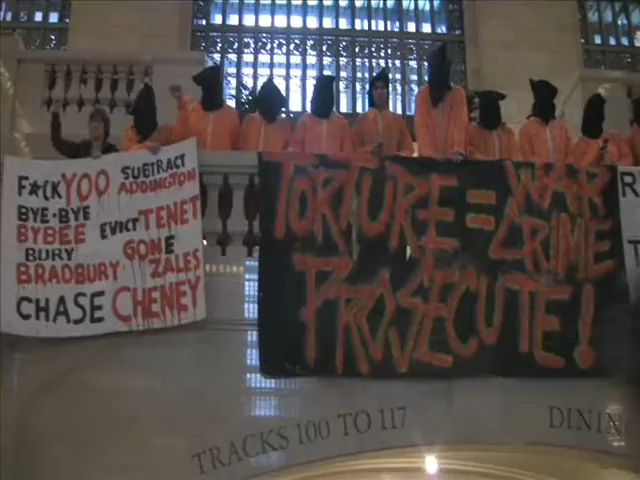 F★CK YOO
SUBTRACT
ADDINGTON
BYE-BYE
BYBEE
EVICT TENET
BURY
BRADBURY
GONE
ZALES
CHASE CHENEY
TORTURE = WAR
CRIME
PROSECUTE!
R
T
TRACKS 100 TO 117
DININ